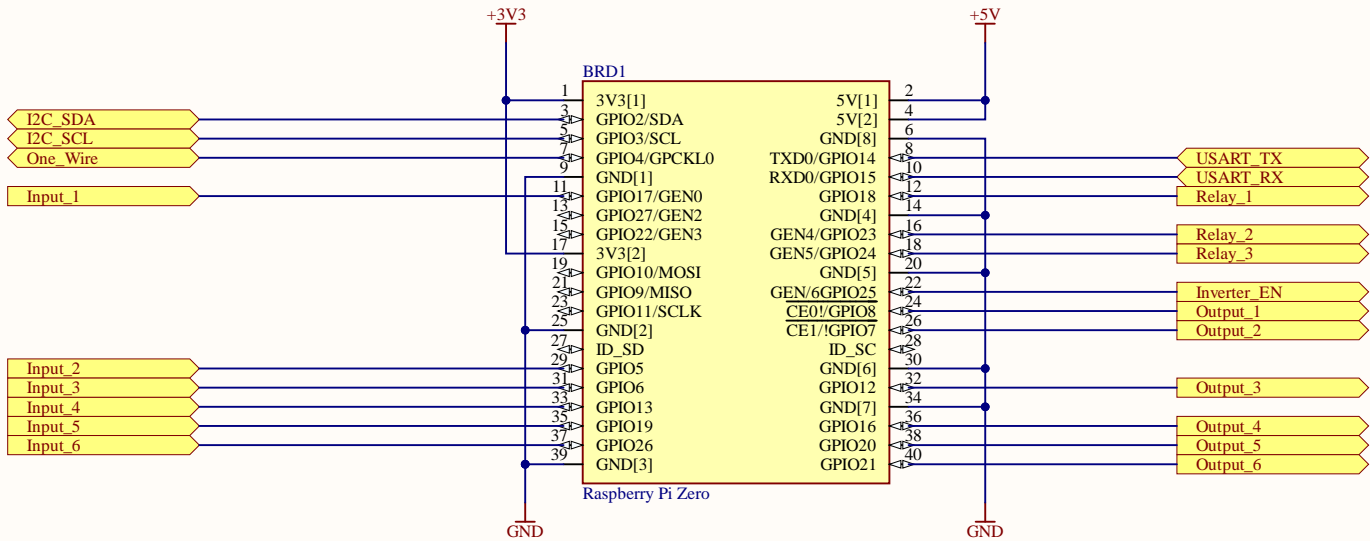 +3V3
+5V
BRD1
1 3V3[1] 5V[1] 2
I2C_SDA 3 GPIO2/SDA 5V[2] 4
I2C_SCL 5 GPIO3/SCL GND[8] 6
One_Wire 7 GPIO4/GPCKL0 TXD0/GPIO14 8 USART_TX
9 GND[1] RXD0/GPIO15 10 USART_RX
Input_1 11 GPIO17/GEN0 GPIO18 12 Relay_1
13 GPIO27/GEN2 GND[4] 14
15 GPIO22/GEN3 GEN4/GPIO23 16 Relay_2
17 3V3[2] GEN5/GPIO24 18 Relay_3
19 GPIO10/MOSI GND[5] 20
21 GPIO9/MISO GEN/6GPIO25 22 Inverter_EN
23 GPIO11/SCLK CE0!/GPIO8 24 Output_1
25 GND[2] CE1/!GPIO7 26 Output_2
27 ID_SD ID_SC 28
Input_2 29 GPIO5 GND[6] 30
Input_3 31 GPIO6 GPIO12 32 Output_3
Input_4 33 GPIO13 GND[7] 34
Input_5 35 GPIO19 GPIO16 36 Output_4
Input_6 37 GPIO26 GPIO20 38 Output_5
39 GND[3] GPIO21 40 Output_6
Raspberry Pi Zero
GND
GND